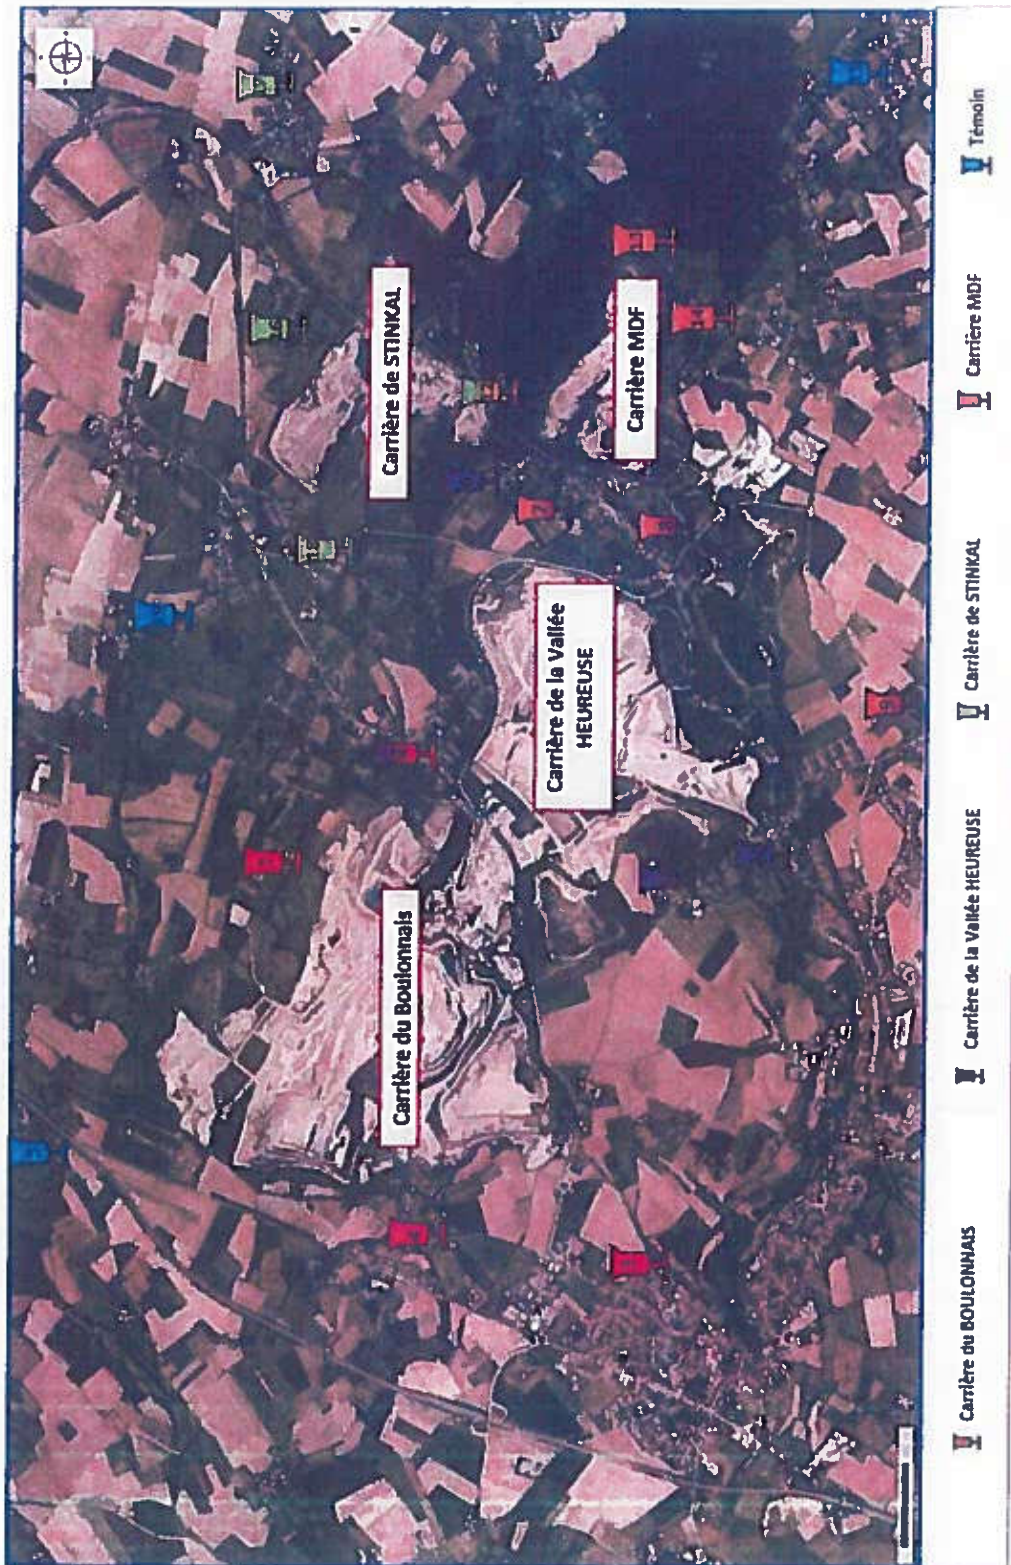 Carrière de STINKAL
Carrière MDF
Carrière de la Vallée
HEUREUSE
Carrière du Boulonnais
Carrière du BOULONNAIS
Carrière de la Vallée HEUREUSE
Carrière de STINKAL
Carrière MDF
Témoin